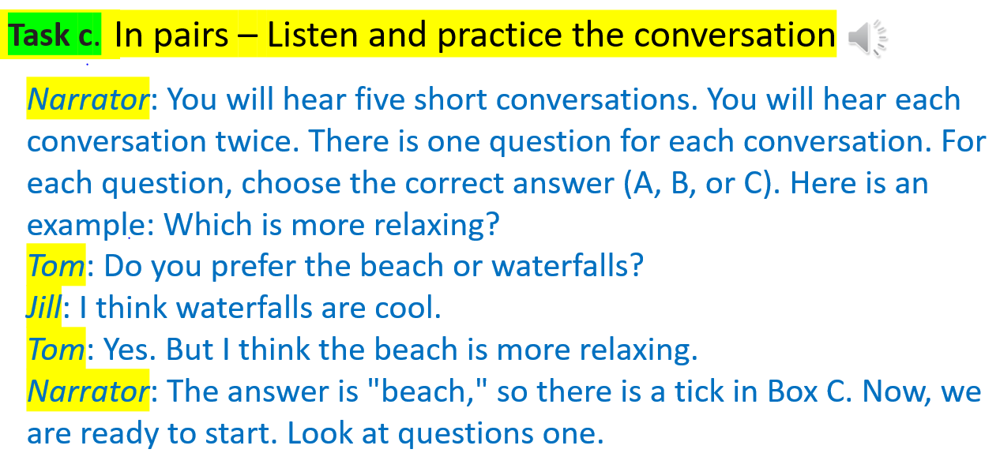 Task c. In pairs – Listen and practice the conversation
Narrator: You will hear five short conversations. You will hear each
conversation twice. There is one question for each conversation. For
each question, choose the correct answer (A, B, or C). Here is an
example: Which is more relaxing?
Tom: Do you prefer the beach or waterfalls?
Jill: I think waterfalls are cool.
Tom: Yes. But I think the beach is more relaxing.
Narrator: The answer is "beach," so there is a tick in Box C. Now, we
are ready to start. Look at questions one.